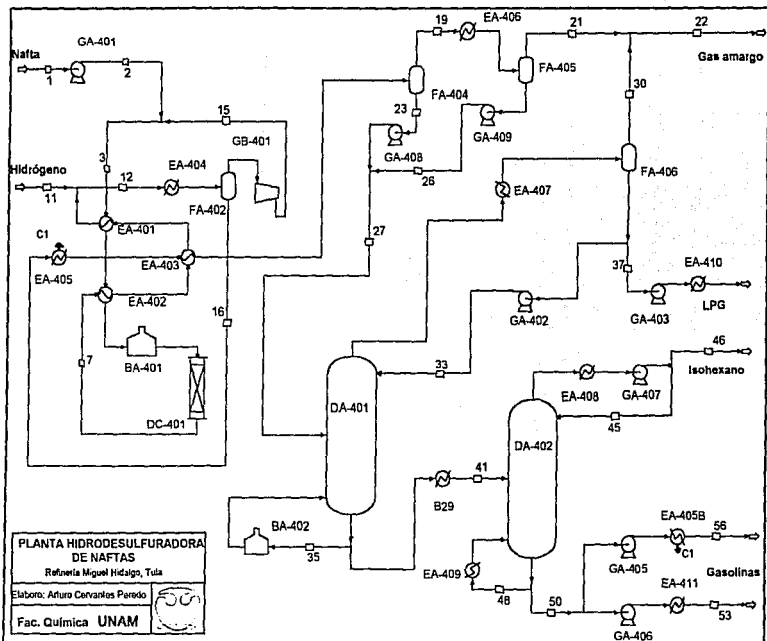 19
EA-406
21
22
GA-401
Nafta
1
2
FA-405
Gas amargo
15
FA-404
30
23
GB-401
GA-409
GA-408
3
EA-404
26
FA-406
Hidrógeno
12
11
FA-402
EA-407
EA-401
27
C1
37
EA-410
EA-403
EA-405
EA-402
16
GA-402
GA-403
LPG
7
BA-401
33
46
DA-401
EA-408
GA-407
Isohexano
DC-401
45
DA-402
41
B29
EA-405B
56
BA-402
C1
PLANTA HIDRODESULFURADORA
DE NAFTAS
Refinería Miguel Hidalgo, Tula
35
EA-409
GA-405
Gasolinas
EA-411
Elaboro: Arturo Cervantes Peredo
48
50
53
Fac. Química UNAM
GA-406